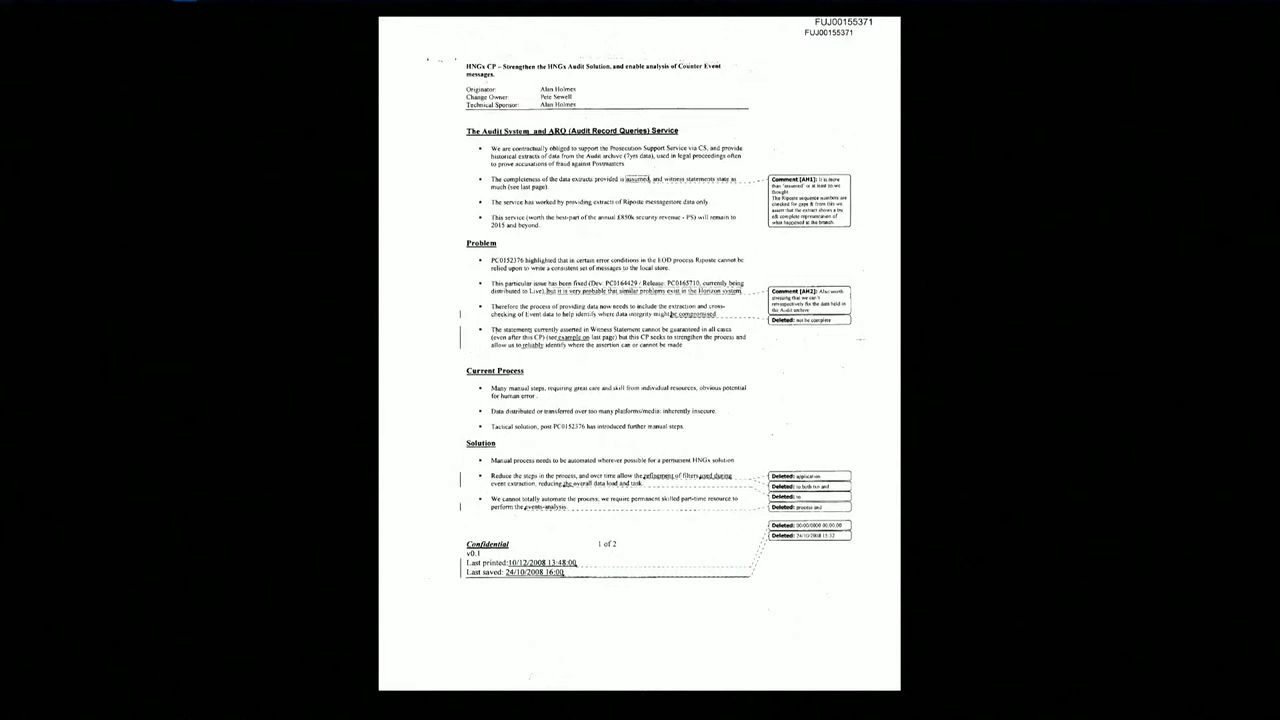 FUJ00155371
FUJ00155371
HNGx CP – Strengthen the HNGx Audit Solution, and enable analysis of Counter Event
messages.
Originator: Alan Holmes
Change Owner: Pete Sewell
Technical Sponsor: Alan Holmes
The Audit System and ARQ (Audit Record Queries) Service
• We are contractually obliged to support the Prosecution Support Service via CS, and provide
historical extracts of data from the Audit archive (7yrs data), used in legal proceedings often
to prove accusations of fraud against Postmasters
• The completeness of the data extracts provided is assumed, and witness statements state as
much (see last page)
Comment [AH1]: It is more
than 'assumed' or at least so we
thought
The Riposte sequence numbers are
checked for gaps & from this we
assert that the extract shows a true
& complete representation of
what happened at the branch.
• The service has worked by providing extracts of Riposte messagestore data only.
• This service (worth the best-part of the annual £850k security revenue - PS) will remain to
2015 and beyond.
Problem
• PC0152376 highlighted that in certain error conditions in the EOD process Riposte cannot be
relied upon to write a consistent set of messages to the local store.
• This particular issue has been fixed (Dev: PC0164429 / Release: PC0165710, currently being
distributed to Live), but it is very probable that similar problems exist in the Horizon system.
Comment [AH2]: Also worth
stressing that we can't
retrospectively fix the data held in
the Audit archive
• Therefore the process of providing data now needs to include the extraction and cross-
checking of Event data to help identify where data integrity might be compromised.
Deleted: not be complete
• The statements currently asserted in Witness Statement cannot be guaranteed in all cases
(even after this CP) (see example on last page) but this CP seeks to strengthen the process and
allow us to reliably identify where the assertion can or cannot be made
Current Process
• Many manual steps, requiring great care and skill from individual resources, obvious potential
for human error .
• Data distributed or transferred over too many platforms/media: inherently insecure.
• Tactical solution, post PC0152376 has introduced further manual steps.
Solution
• Manual process needs to be automated wherever possible for a permanent HNGx solution
• Reduce the steps in the process, and over time allow the refinement of filters used during
event extraction, reducing the overall data load and task.
Deleted: application
Deleted: to both run and
Deleted: to
• We cannot totally automate the process; we require permanent skilled part-time resource to
perform the events-analysis.
Deleted: process and
Deleted: 00/00/0000 00:00:00
Deleted: 24/10/2008 15:32
Confidential 1 of 2
v0.1
Last printed:10/12/2008 13:48:00
Last saved: 24/10/2008 16:00